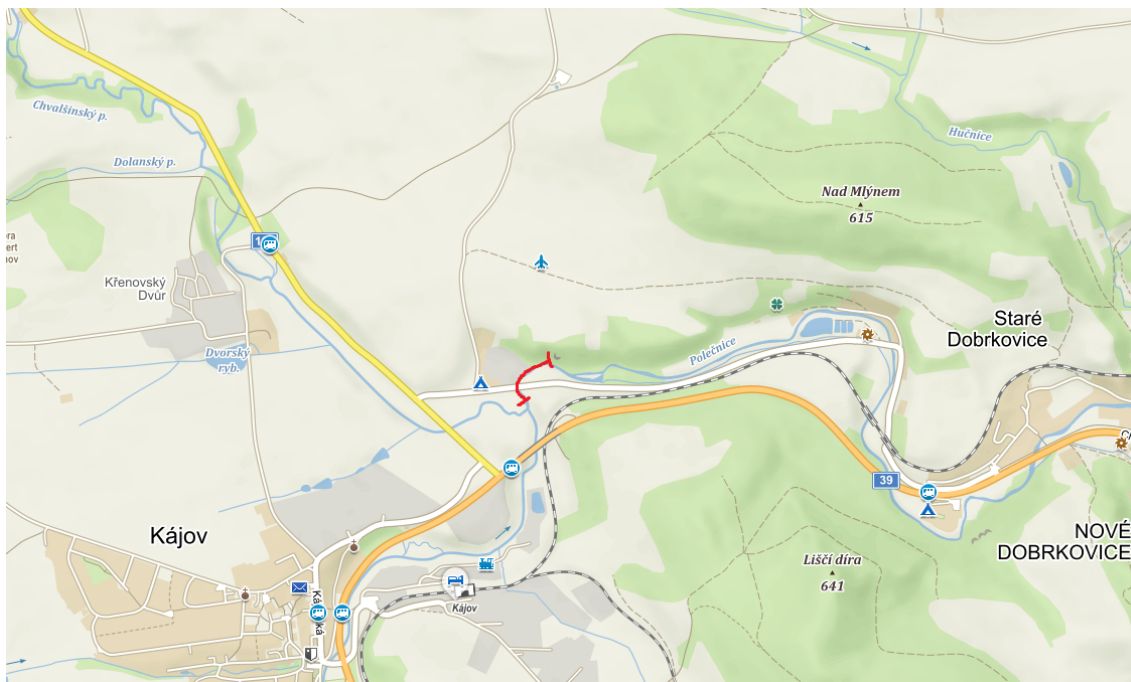 Chvalšínský p.
Dolanský p.
Hučnice
Nad Mlýnem
615
Křenovský
Dvůr
Dvorský
ryb.
Polečnice
Staré
Dobrkovice
39
Kájov
NOVÉ
DOBRKOVICE
Liščí díra
641
Kájov